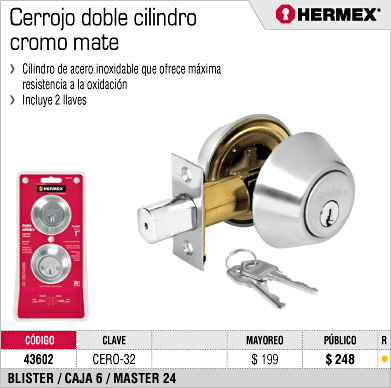 Cerrojo doble cilindro
cromo mate
HERMEX®
Cilindro de acero inoxidable que ofrece máxima
resistencia a la oxidación
Incluye 2 llaves
HERMEX
CÓDIGO CLAVE MAYOREO PÚBLICO R
43602 CERO-32 $ 199 $ 248
BLISTER / CAJA 6 / MASTER 24